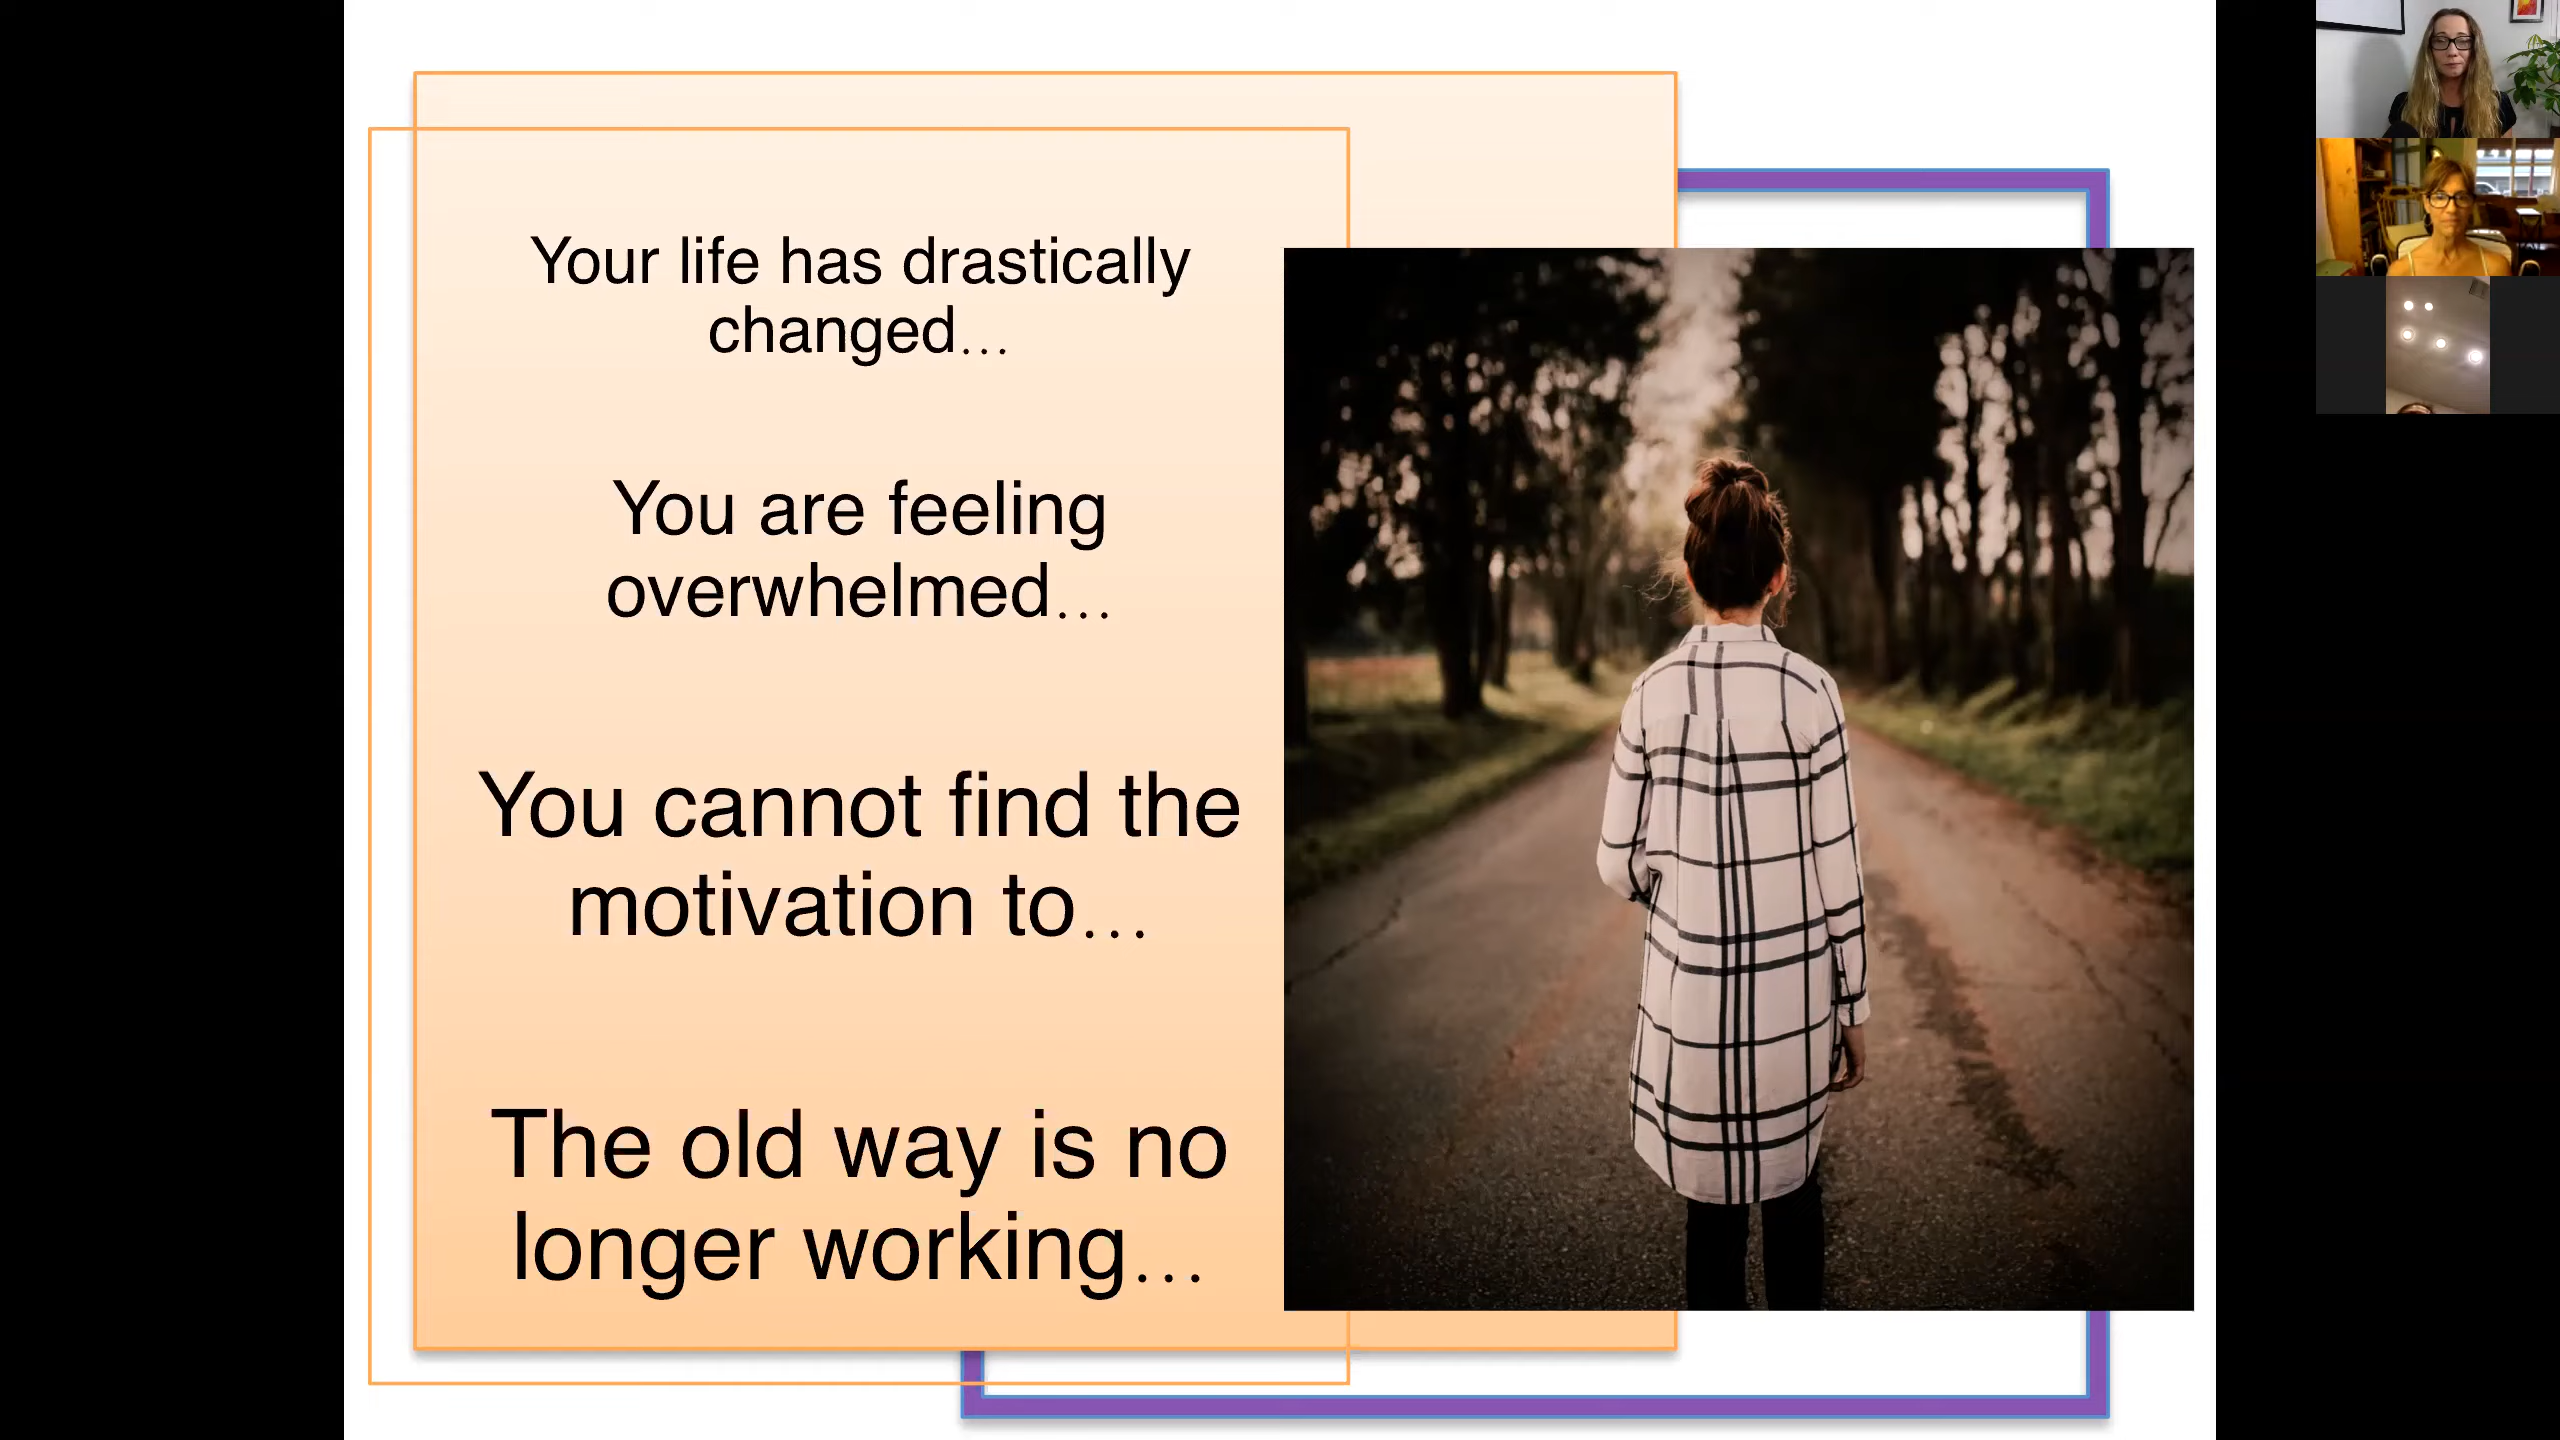 Your life has drastically
changed…
You are feeling
overwhelmed…
You cannot find the
motivation to…
The old way is no
longer working…